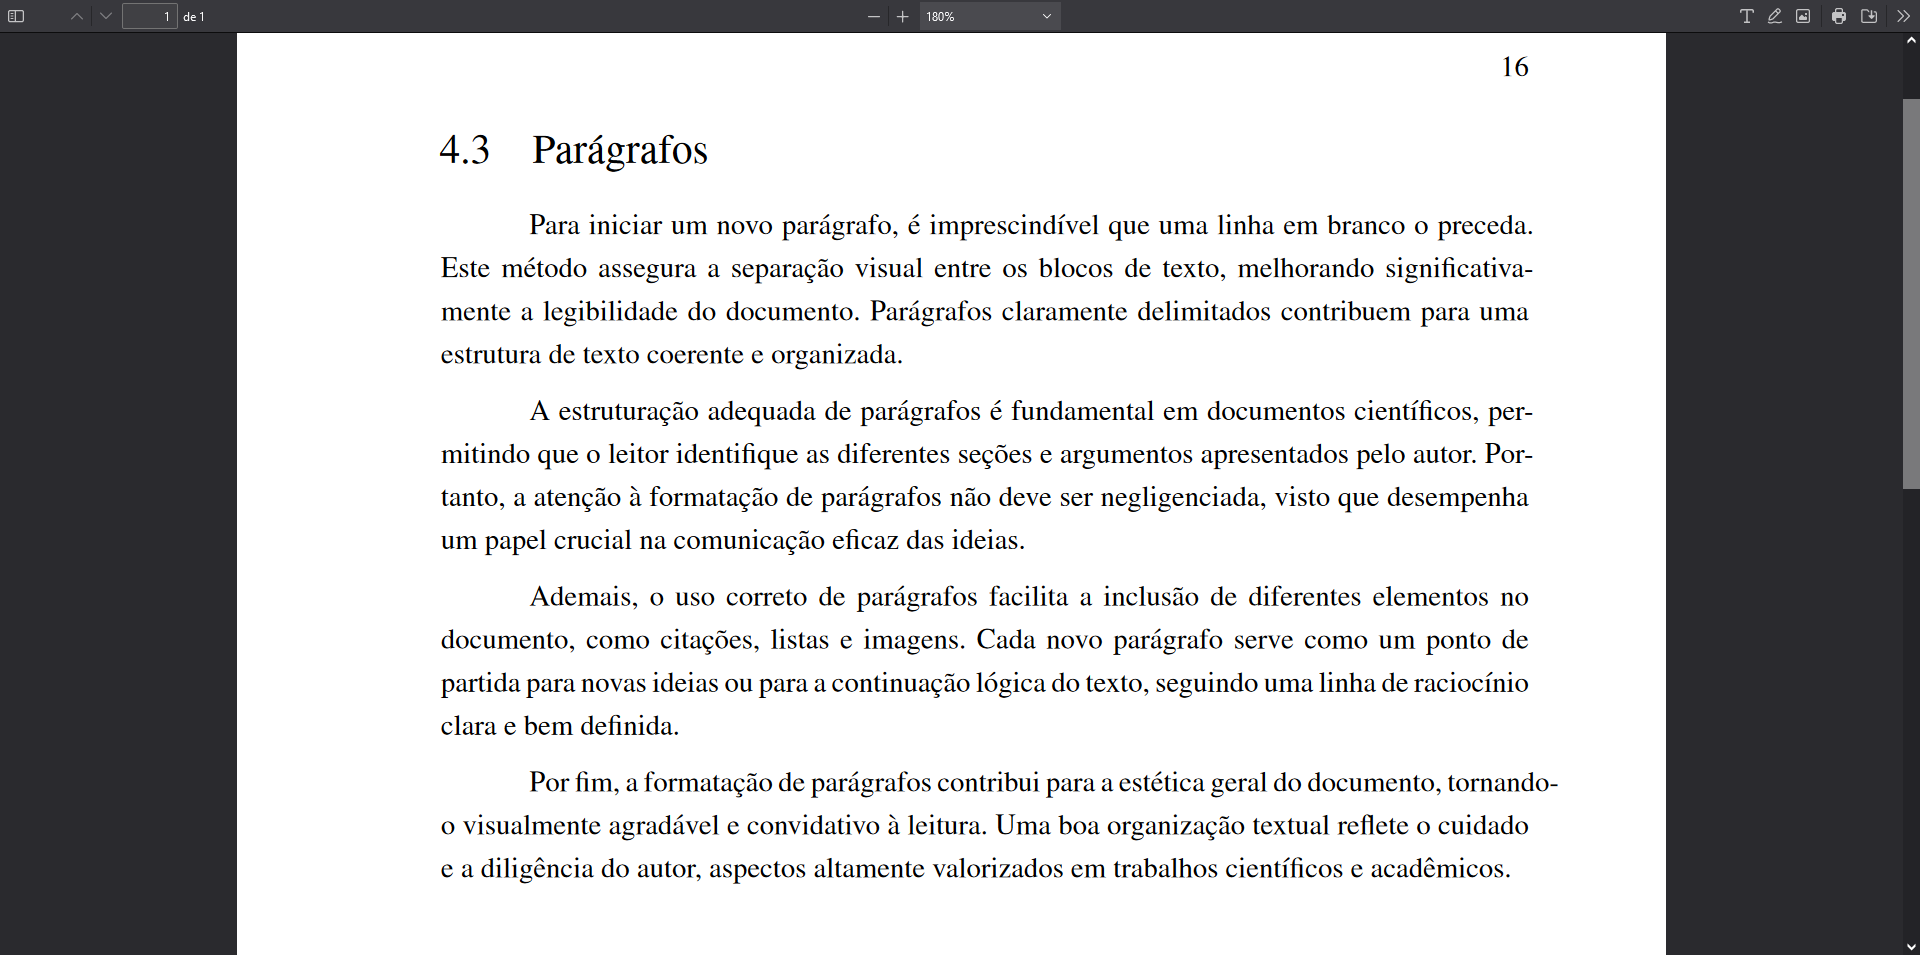 1 de 1
180%
16
4.3 Parágrafos
Para iniciar um novo parágrafo, é imprescindível que uma linha em branco o preceda.
Este método assegura a separação visual entre os blocos de texto, melhorando significativa-
mente a legibilidade do documento. Parágrafos claramente delimitados contribuem para uma
estrutura de texto coerente e organizada.
A estruturação adequada de parágrafos é fundamental em documentos científicos, per-
mitindo que o leitor identifique as diferentes seções e argumentos apresentados pelo autor. Por-
tanto, a atenção à formatação de parágrafos não deve ser negligenciada, visto que desempenha
um papel crucial na comunicação eficaz das ideias.
Ademais, o uso correto de parágrafos facilita a inclusão de diferentes elementos no
documento, como citações, listas e imagens. Cada novo parágrafo serve como um ponto de
partida para novas ideias ou para a continuação lógica do texto, seguindo uma linha de raciocínio
clara e bem definida.
Por fim, a formatação de parágrafos contribui para a estética geral do documento, tornando-
o visualmente agradável e convidativo à leitura. Uma boa organização textual reflete o cuidado
e a diligência do autor, aspectos altamente valorizados em trabalhos científicos e acadêmicos.